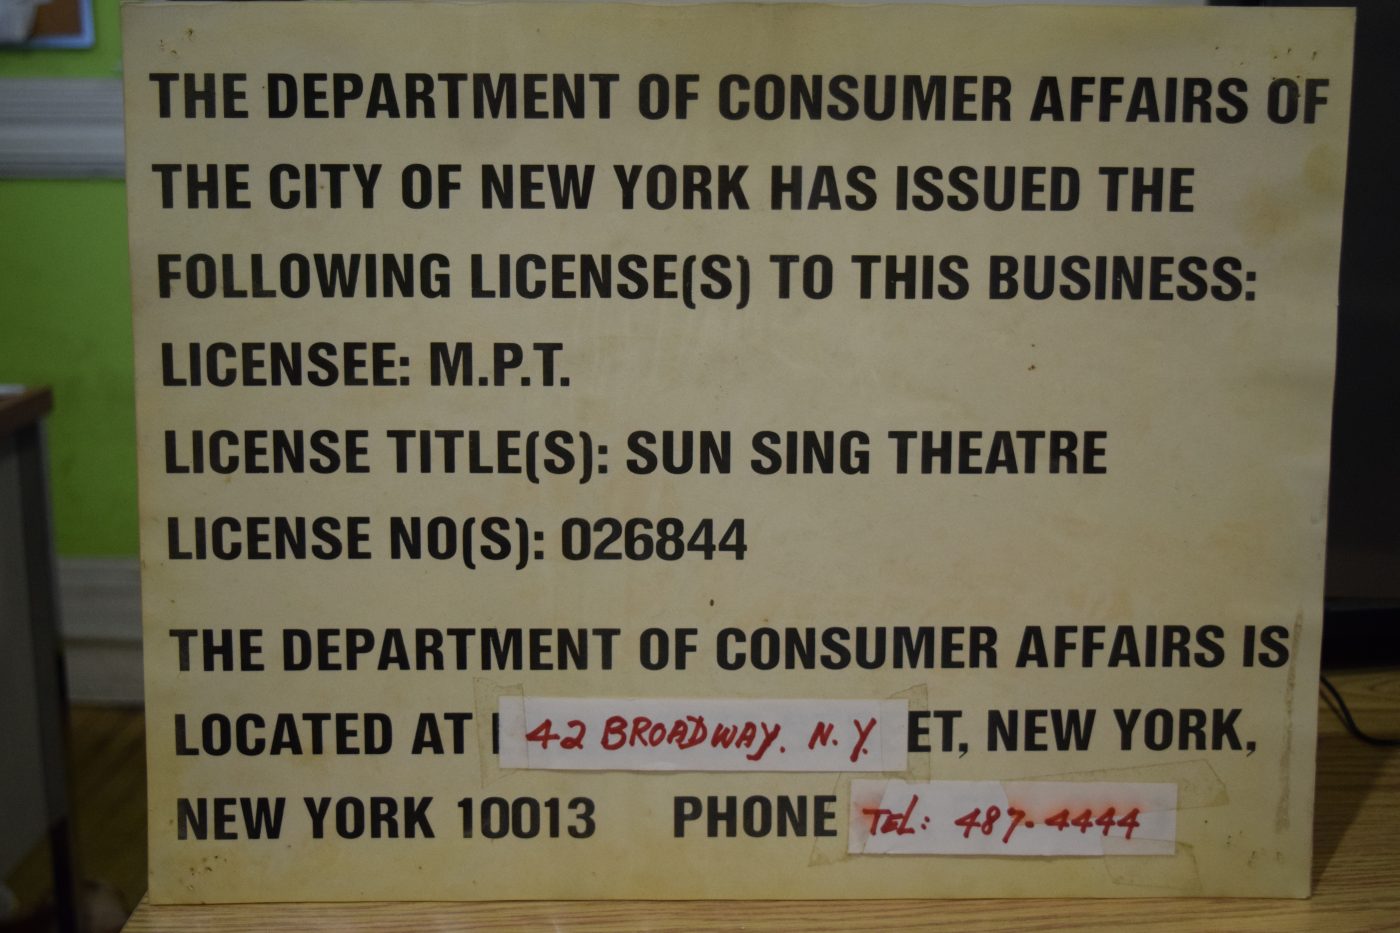 THE DEPARTMENT OF CONSUMER AFFAIRS OF
THE CITY OF NEW YORK HAS ISSUED THE
FOLLOWING LICENSE(S) TO THIS BUSINESS:
LICENSEE: M.P.T.
LICENSE TITLE(S): SUN SING THEATRE
LICENSE NO(S): 026844
THE DEPARTMENT OF CONSUMER AFFAIRS IS
LOCATED AT 42 BROADWAY. N.Y. ET, NEW YORK,
NEW YORK 10013 PHONE TEL: 487-4444